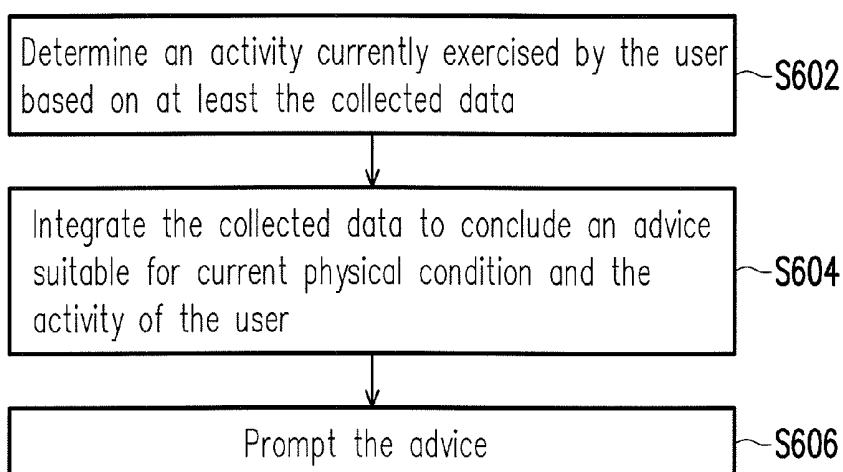 Determine an activity currently exercised by the user
based on at least the collected data
S602
Integrate the collected data to conclude an advice
suitable for current physical condition and the
activity of the user
S604
Prompt the advice
S606